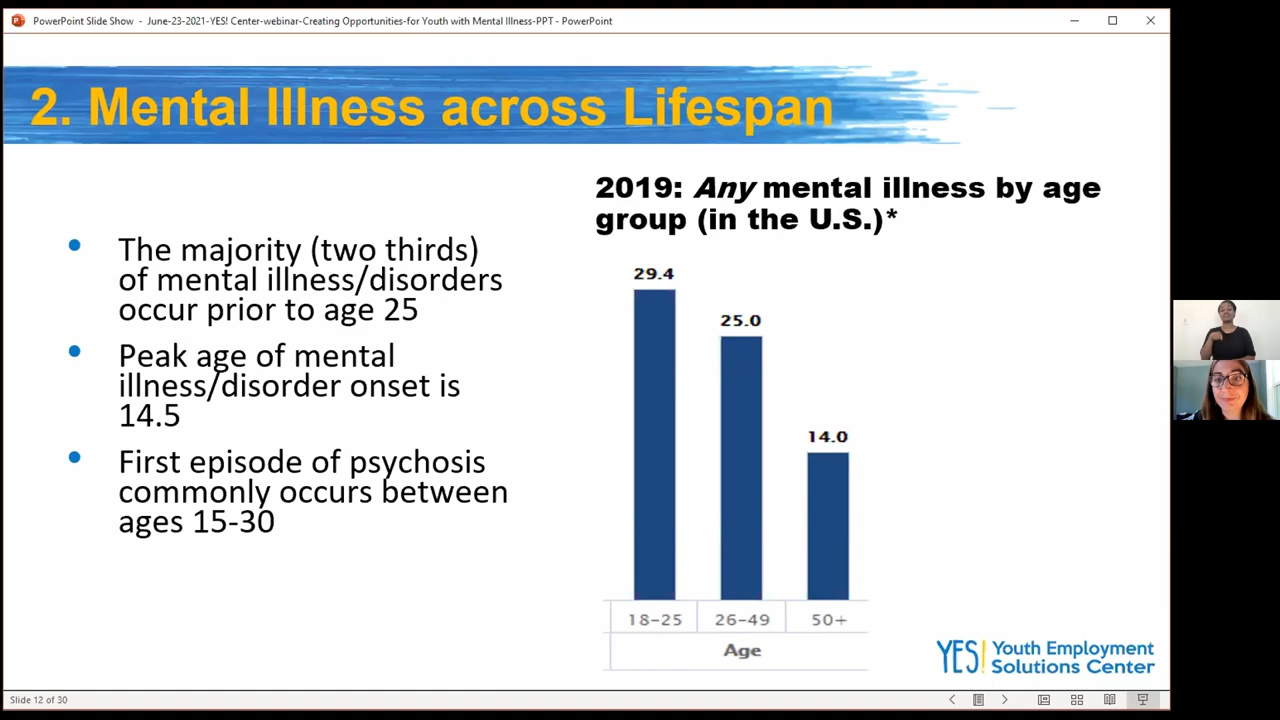 PowerPoint Slide Show - June-23-2021-YES! Center-webinar-Creating Opportunities-for Youth with Mental Illness-PPT - PowerPoint
2. Mental Illness across Lifespan
• The majority (two thirds)
of mental illness/disorders
occur prior to age 25
• Peak age of mental
illness/disorder onset is
14.5
• First episode of psychosis
commonly occurs between
ages 15-30
2019: Any mental illness by age
group (in the U.S.)*
29.4
25.0
14.0
18-25 26-49 50+
Age
YES! Youth Employment
Solutions Center
Slide 12 of 30